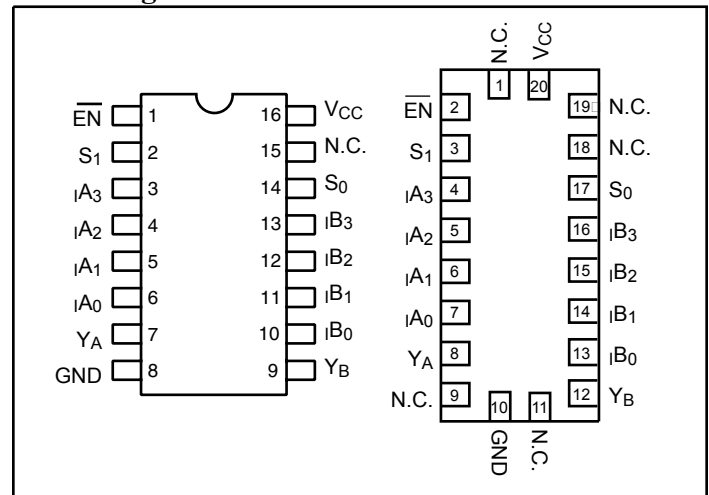 EN 1 16 VCC
S1 2 15 N.C.
IA3 3 14 S0
IA2 4 13 IB3
IA1 5 12 IB2
IA0 6 11 IB1
YA 7 10 IB0
GND 8 9 YB
N.C. VCC
1 20
EN 2 19 N.C.
S1 3 18 N.C.
IA3 4 17 S0
IA2 5 16 IB3
IA1 6 15 IB2
IA0 7 14 IB1
YA 8 13 IB0
N.C. 9 12 YB
10 11
GND N.C.